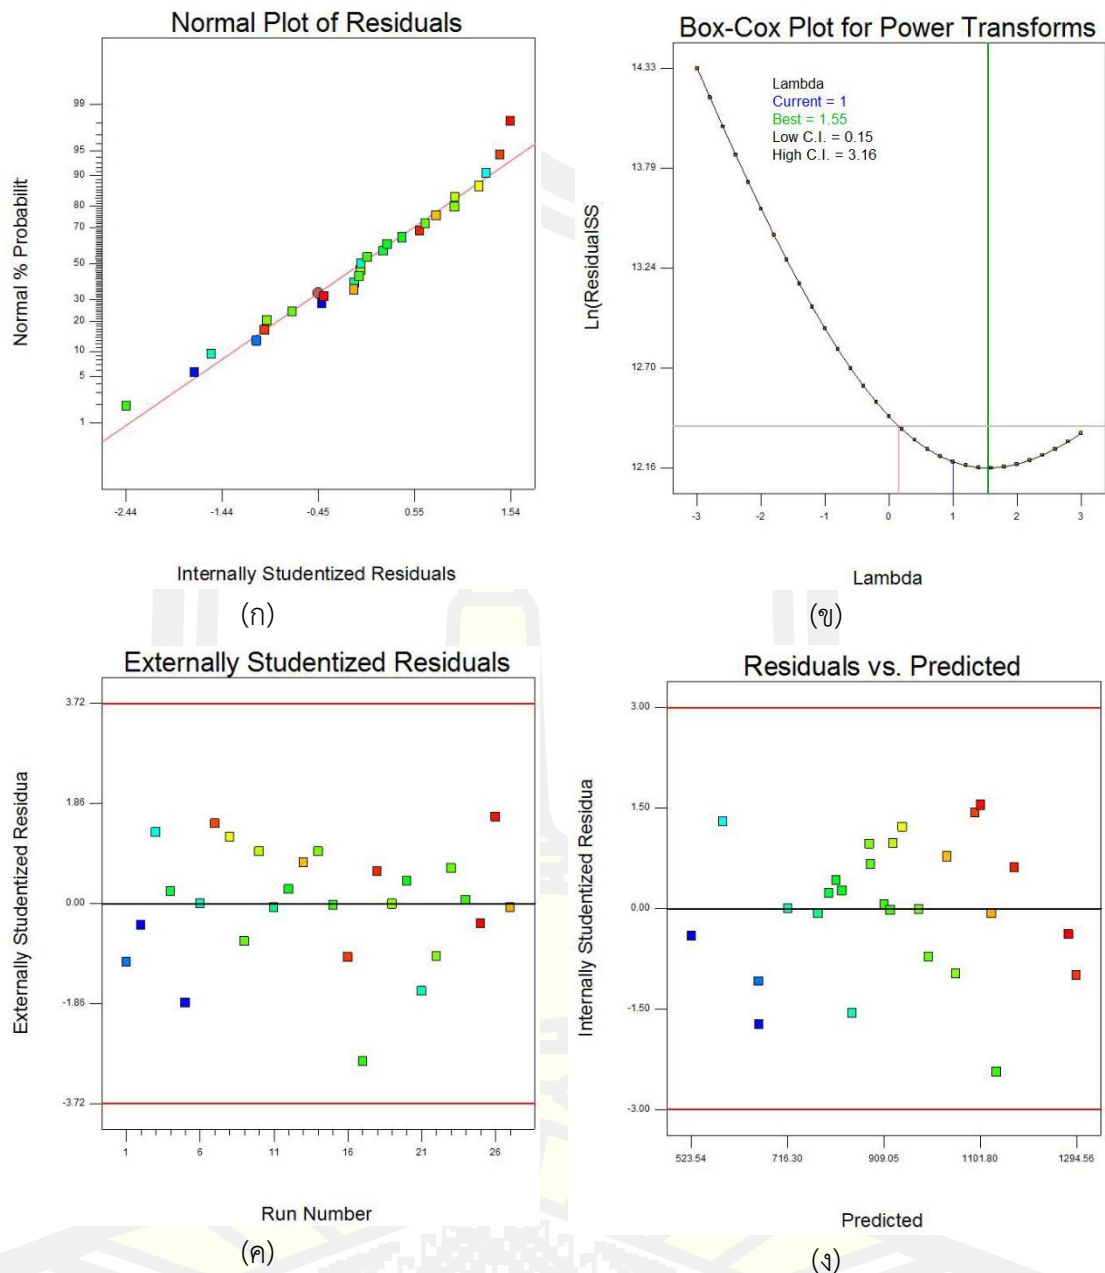 Normal Plot of Residuals
Normal % Probabilit
99
95
90
80
70
50
30
20
10
5
1
-2.44
-1.44
-0.45
0.55
1.54
Internally Studentized Residuals
(ก)
Box-Cox Plot for Power Transforms
Ln(ResidualSS
14.33
13.79
13.24
12.70
12.16
Lambda
Current = 1
Best = 1.55
Low C.I. = 0.15
High C.I. = 3.16
-3
-2
-1
0
1
2
3
Lambda
(ข)
Externally Studentized Residuals
Externally Studentized Residua
3.72
1.86
0.00
-1.86
-3.72
1
6
11
16
21
26
Run Number
(ค)
Residuals vs. Predicted
Internally Studentized Residua
3.00
1.50
0.00
-1.50
-3.00
523.54
716.30
909.05
1101.80
1294.56
Predicted
(ง)